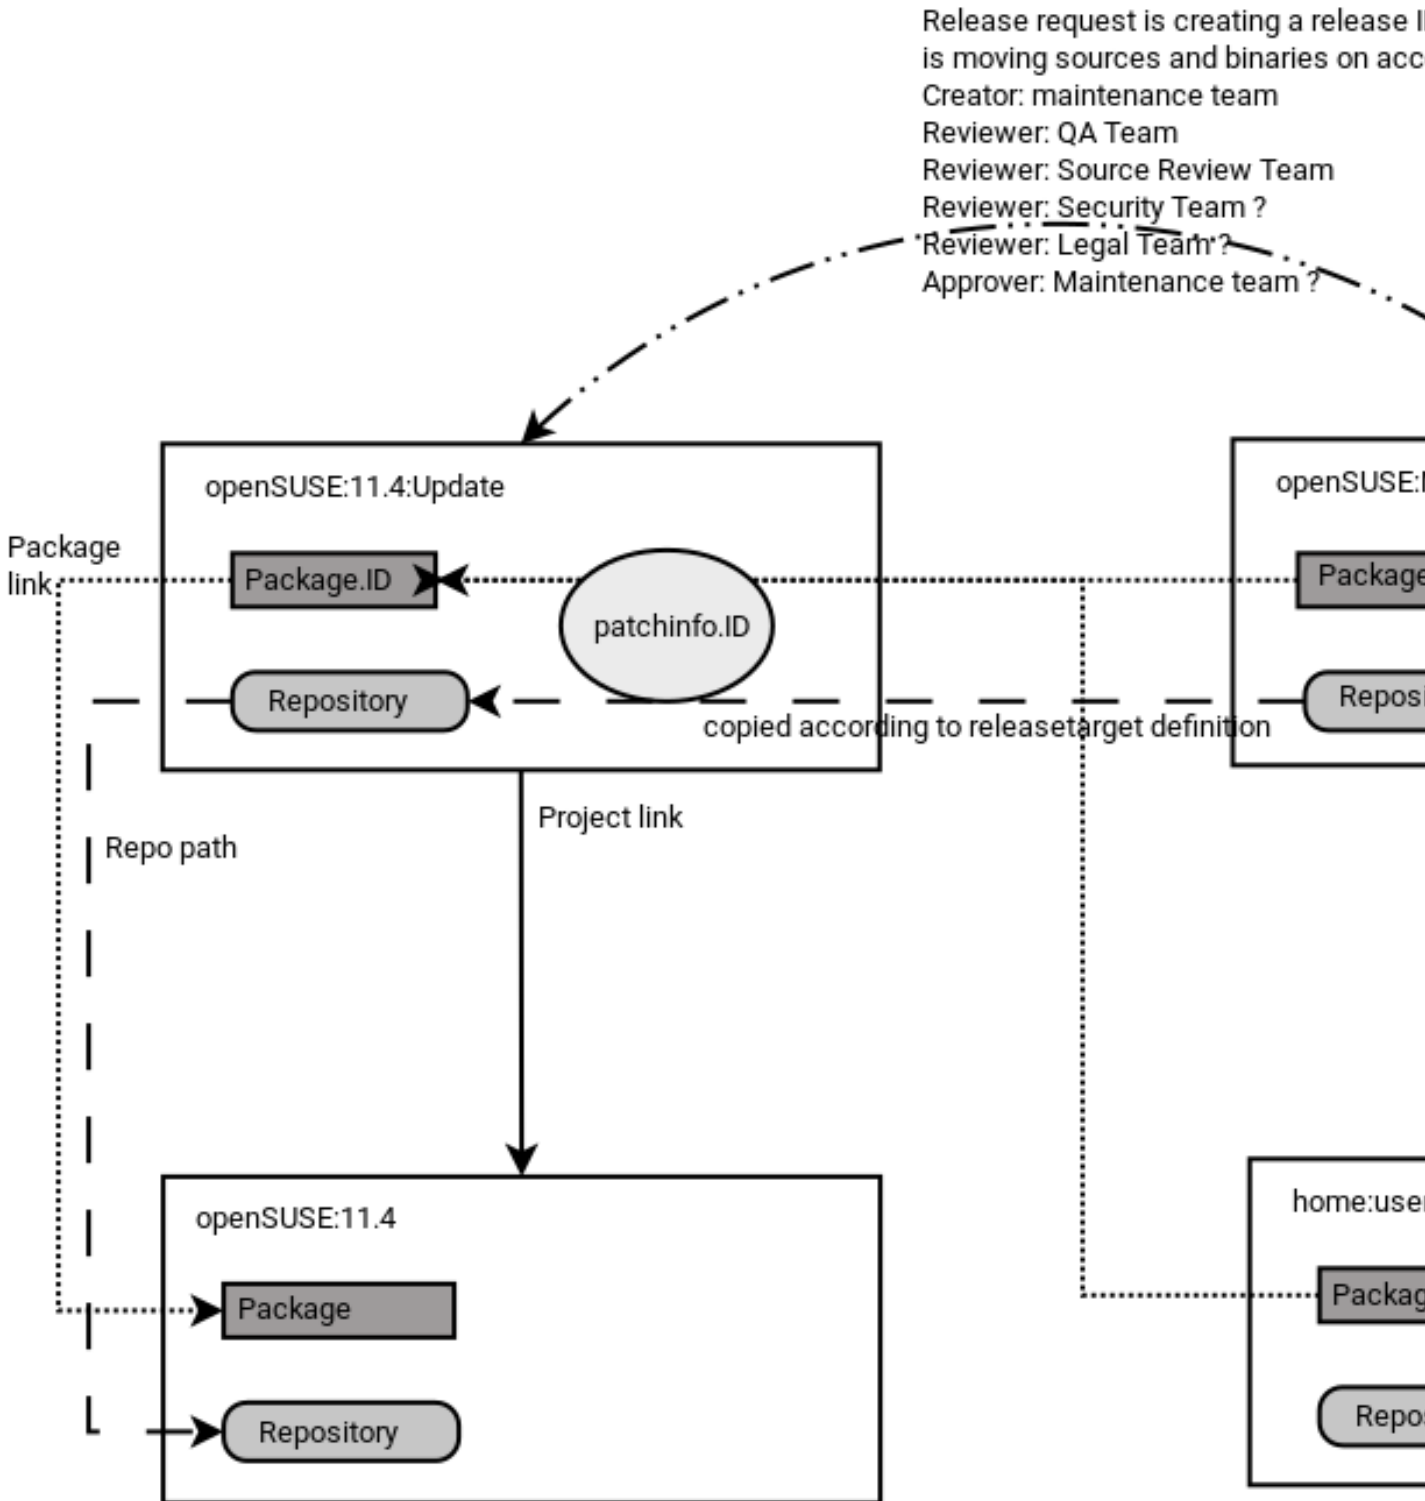 Release request is creating a release
is moving sources and binaries on
Creator: maintenance team
Reviewer: QA Team
Reviewer: Source Review Team
Reviewer: Security Team ?
Reviewer: Legal Team ?
Approver: Maintenance team ?
openSUSE:11.4:Update
openSUSE:
Package
link
Package.ID
Package
patchinfo.ID
Repository
copied according to releasetarget definition
Project link
Repo path
openSUSE:11.4
Package
Repository